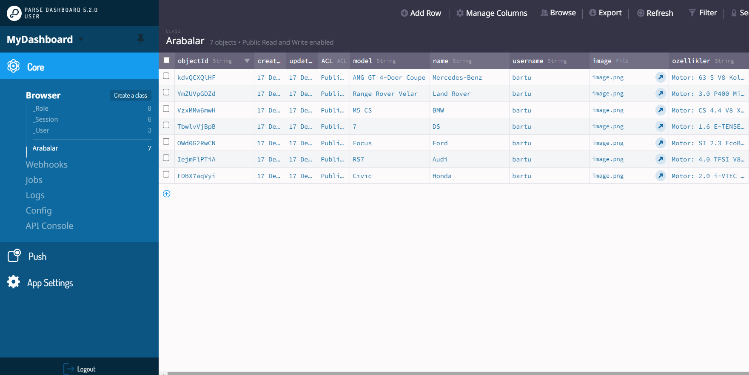 PARSE DASHBOARD 5.2.0
USER
MyDashboard
Core
Browser
Create a class
_Role 0
_Session 6
_User 3
Arabalar 7
Webhooks
Jobs
Logs
Config
API Console
Push
App Settings
Logout
Add Row
Manage Columns
Browse
Export
Refresh
Filter
Se
CLASS
Arabalar 7 objects • Public Read and Write enabled
objectId String creat… updat… ACL ACL model String name String username String image File ozellikler String
kdvQCXQlHF 17 De… 17 De… Publi… AMG GT 4-Door Coupe Mercedes-Benz bartu image.png Motor: 63 S V8 Kol…
YmZUVpGDZd 17 De… 17 De… Publi… Range Rover Velar Land Rover bartu image.png Motor: 3.0 P400 Mi…
VzxMMw6mwH 17 De… 17 De… Publi… M5 CS BMW bartu image.png Motor: CS 4.4 V8 X…
TbwlvVjBpB 17 De… 17 De… Publi… 7 DS bartu image.png Motor: 1.6 E-TENSE…
OWd0G2RwCN 17 De… 17 De… Publi… Focus Ford bartu image.png Motor: ST 2.3 EcoB…
IejmFlPTiA 17 De… 17 De… Publi… RS7 Audi bartu image.png Motor: 4.0 TFSI V8…
FDBX7aqVyi 17 De… 17 De… Publi… Civic Honda bartu image.png Motor: 2.0 i-VTEC …